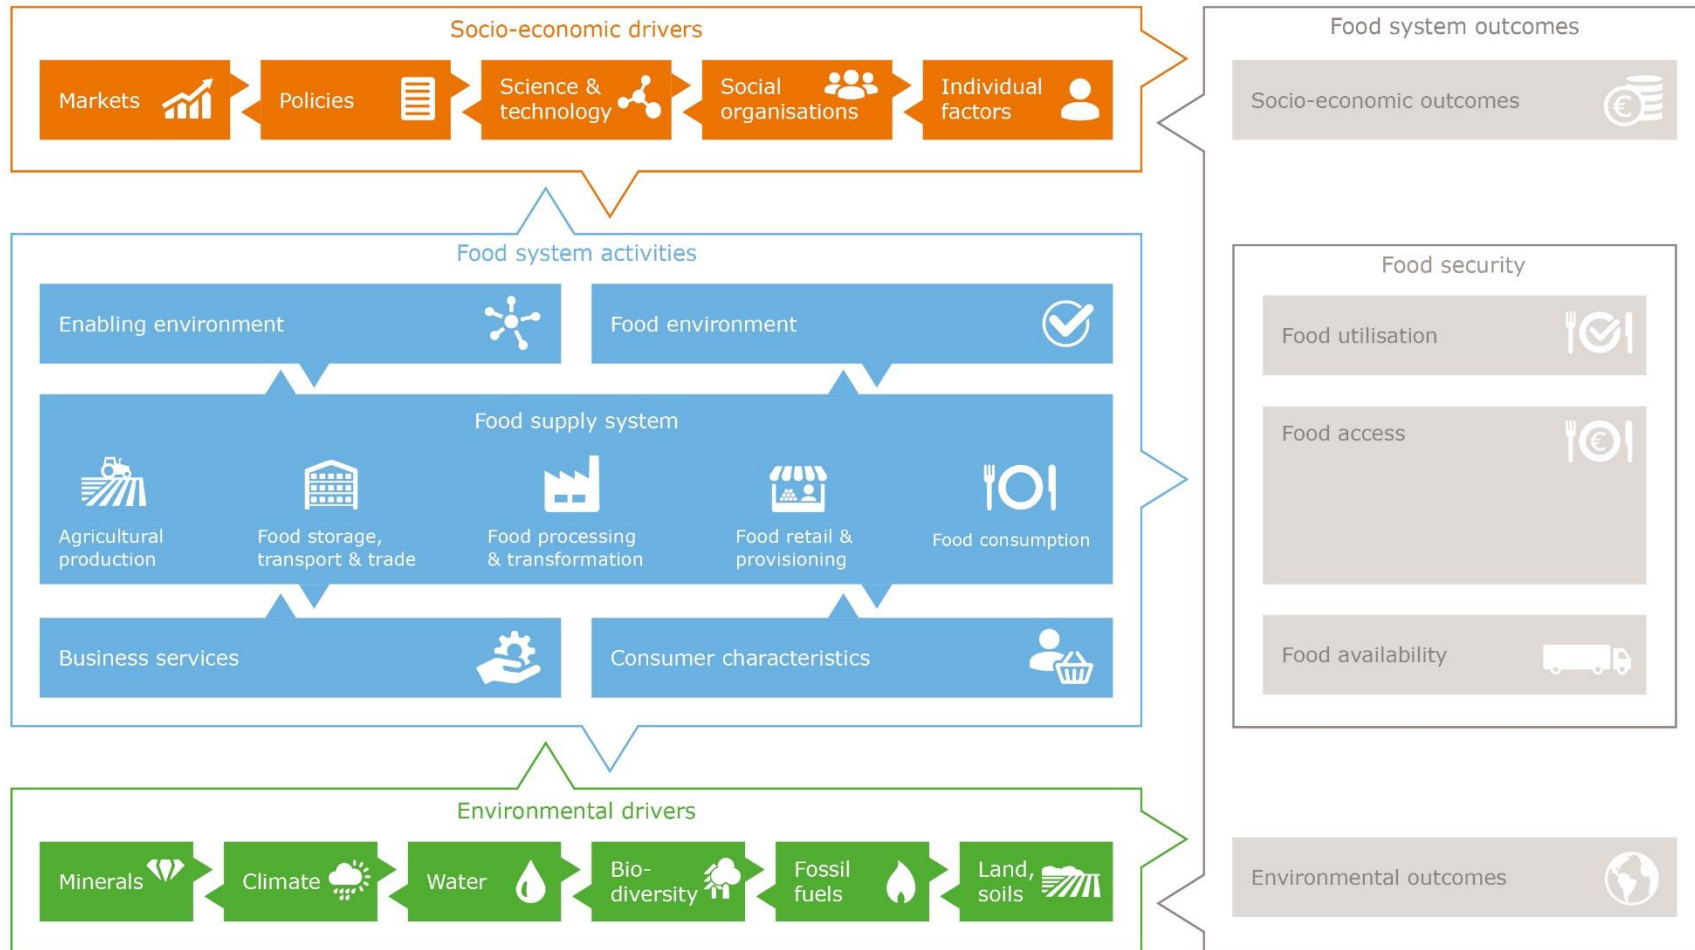 Socio-economic drivers
Markets
Policies
Science &
technology
Social
organisations
Individual
factors
Food system activities
Enabling environment
Food environment
Food supply system
Agricultural
production
Food storage,
transport & trade
Food processing
& transformation
Food retail &
provisioning
Food consumption
Business services
Consumer characteristics
Environmental drivers
Minerals
Climate
Water
Bio-
diversity
Fossil
fuels
Land,
soils
Food system outcomes
Socio-economic outcomes
€
Food security
Food utilisation
Food access
€
Food availability
Environmental outcomes